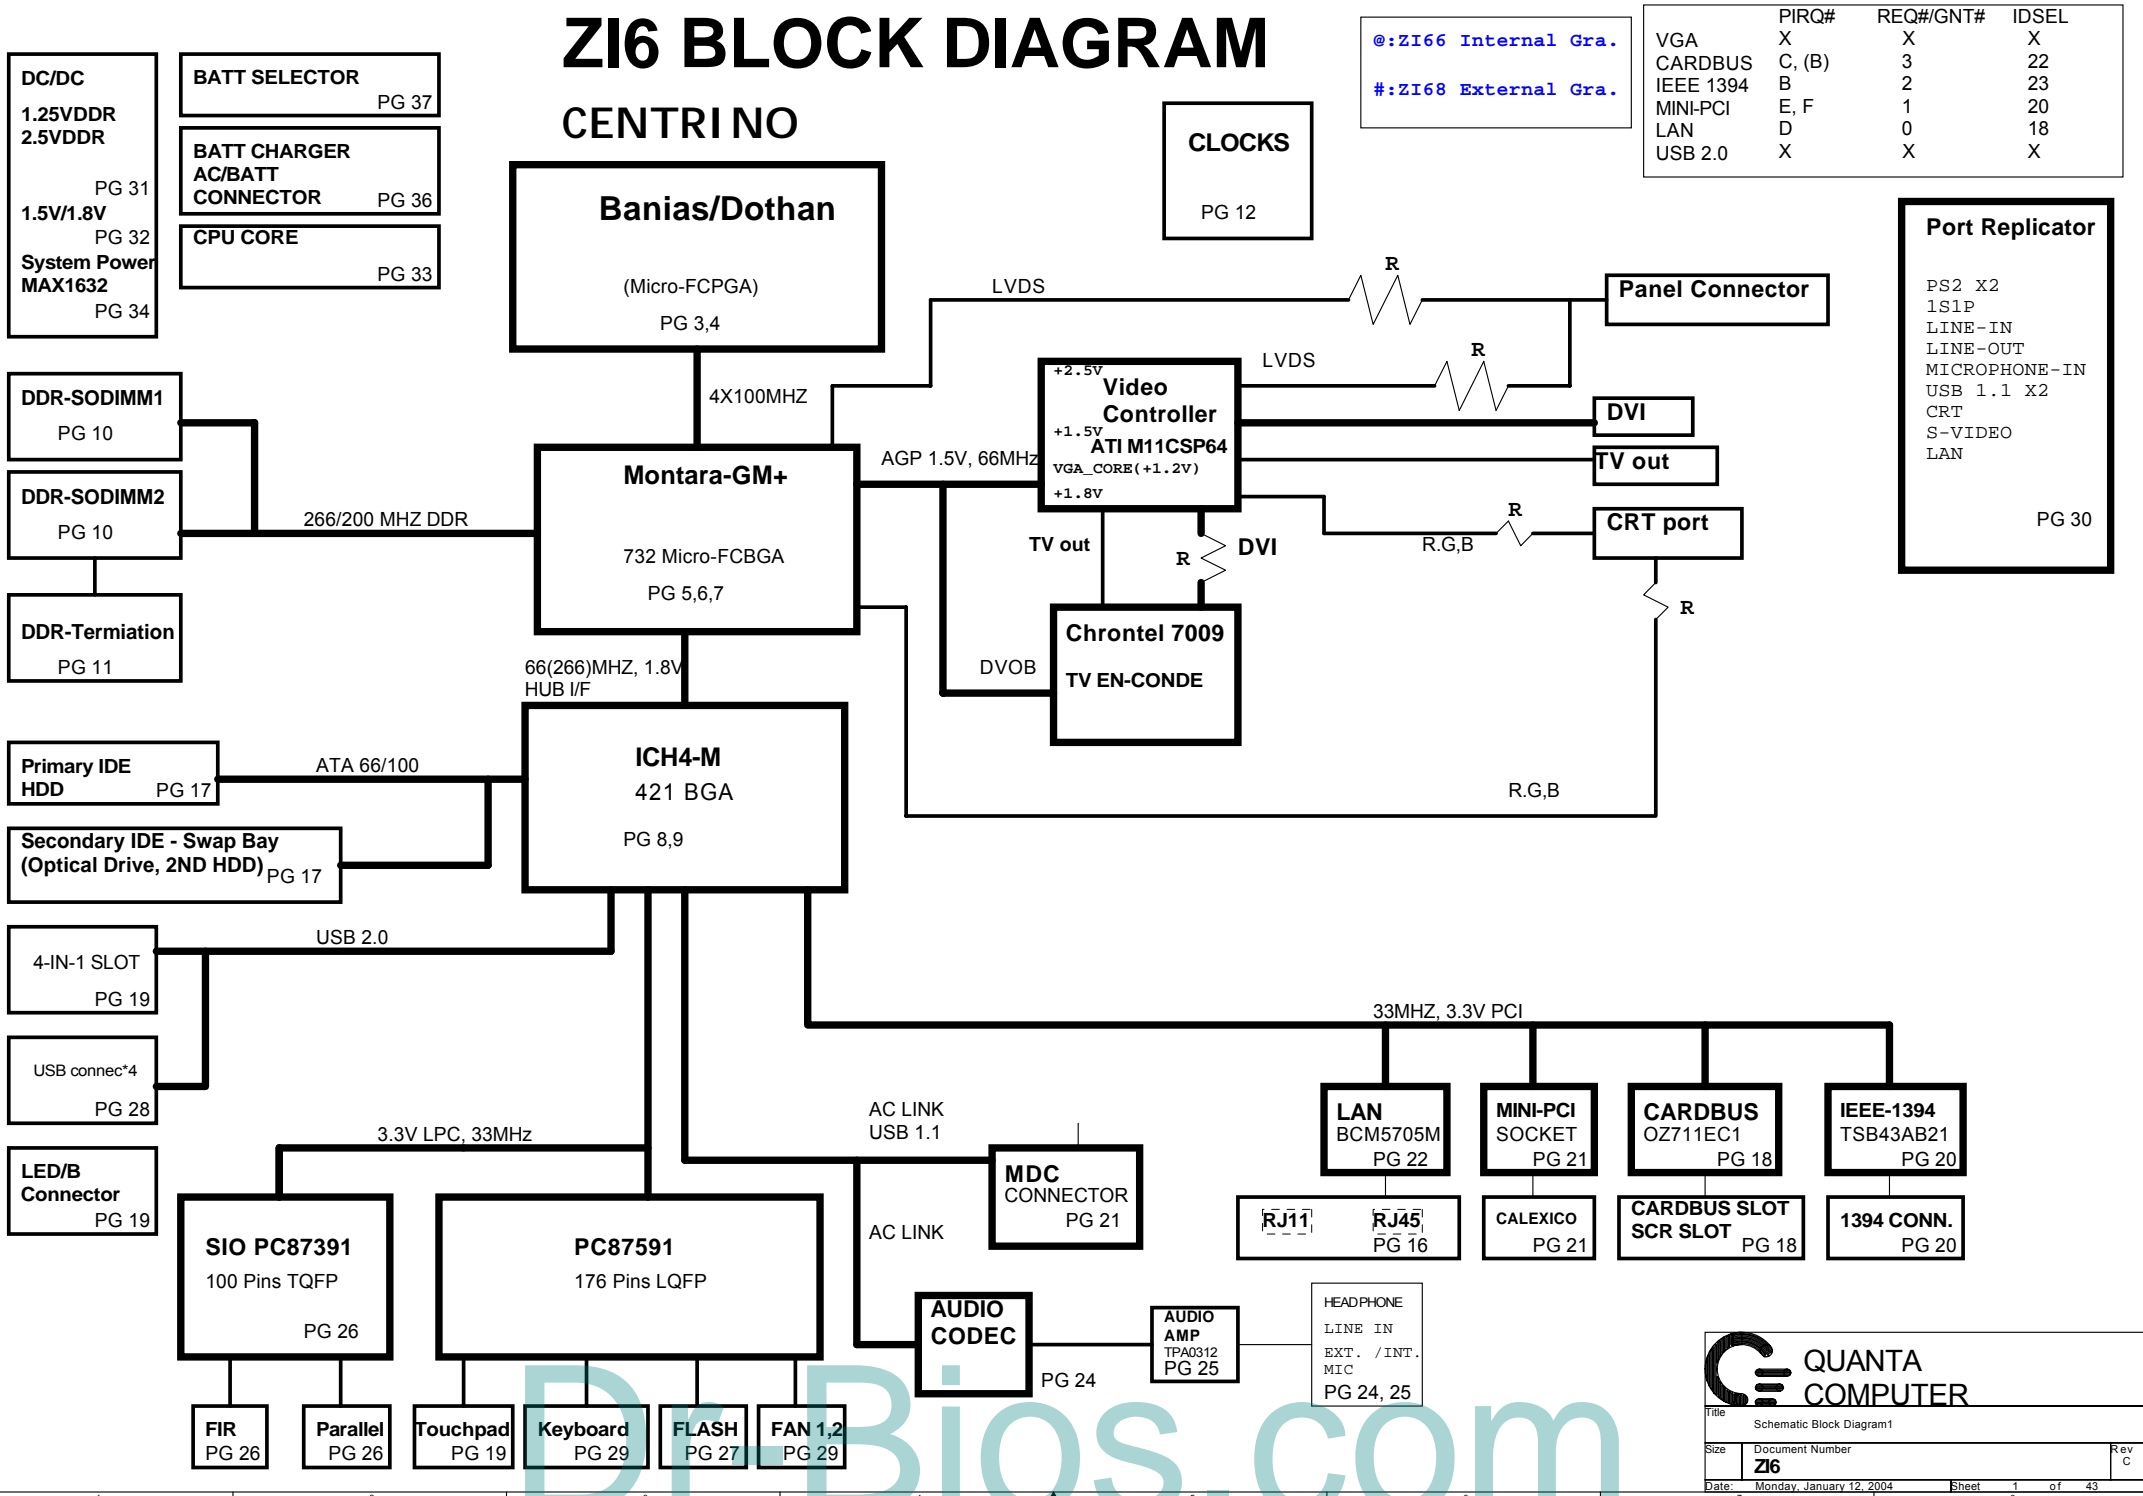 ZI6 BLOCK DIAGRAM
CENTRINO
@:ZI66 Internal Gra.
#:ZI68 External Gra.
PIRQ# REQ#/GNT# IDSEL
VGA X X X
CARDBUS C, (B) 3 22
IEEE 1394 B 2 23
MINI-PCI E, F 1 20
LAN D 0 18
USB 2.0 X X X
DC/DC
1.25VDDR
2.5VDDR
PG 31
1.5V/1.8V
PG 32
System Power
MAX1632
PG 34
BATT SELECTOR
PG 37
BATT CHARGER
AC/BATT
CONNECTOR PG 36
CPU CORE
PG 33
Banias/Dothan
(Micro-FCPGA)
PG 3,4
CLOCKS
PG 12
Port Replicator
PS2 X2
1S1P
LINE-IN
LINE-OUT
MICROPHONE-IN
USB 1.1 X2
CRT
S-VIDEO
LAN
PG 30
LVDS
R
Panel Connector
4X100MHZ
LVDS
R
+2.5V
Video
Controller
+1.5V
ATI M11CSP64
VGA_CORE(+1.2V)
+1.8V
DVI
TV out
CRT port
R
R.G,B
R
DDR-SODIMM1
PG 10
DDR-SODIMM2
PG 10
DDR-Termiation
PG 11
266/200 MHZ DDR
Montara-GM+
732 Micro-FCBGA
PG 5,6,7
AGP 1.5V, 66MHz
TV out
R
DVI
DVOB
Chrontel 7009
TV EN-CONDE
R.G,B
66(266)MHZ, 1.8V
HUB I/F
ICH4-M
421 BGA
PG 8,9
Primary IDE
HDD PG 17
ATA 66/100
Secondary IDE - Swap Bay
(Optical Drive, 2ND HDD) PG 17
4-IN-1 SLOT
PG 19
USB 2.0
USB connec*4
PG 28
LED/B
Connector
PG 19
3.3V LPC, 33MHz
SIO PC87391
100 Pins TQFP
PG 26
PC87591
176 Pins LQFP
FIR
PG 26
Parallel
PG 26
Touchpad
PG 19
Keyboard
PG 29
FLASH
PG 27
FAN 1,2
PG 29
AC LINK
USB 1.1
MDC
CONNECTOR
PG 21
AC LINK
AUDIO
CODEC
PG 24
AUDIO
AMP
TPA0312
PG 25
HEADPHONE
LINE IN
EXT. /INT.
MIC
PG 24, 25
33MHZ, 3.3V PCI
LAN
BCM5705M
PG 22
MINI-PCI
SOCKET
PG 21
CARDBUS
OZ711EC1
PG 18
IEEE-1394
TSB43AB21
PG 20
RJ11 RJ45
PG 16
CALEXICO
PG 21
CARDBUS SLOT
SCR SLOT PG 18
1394 CONN.
PG 20
QUANTA
COMPUTER
Title
Schematic Block Diagram1
Size Document Number Rev
ZI6 C
Date: Monday, January 12, 2004 Sheet 1 of 43
Dr-Bios.com